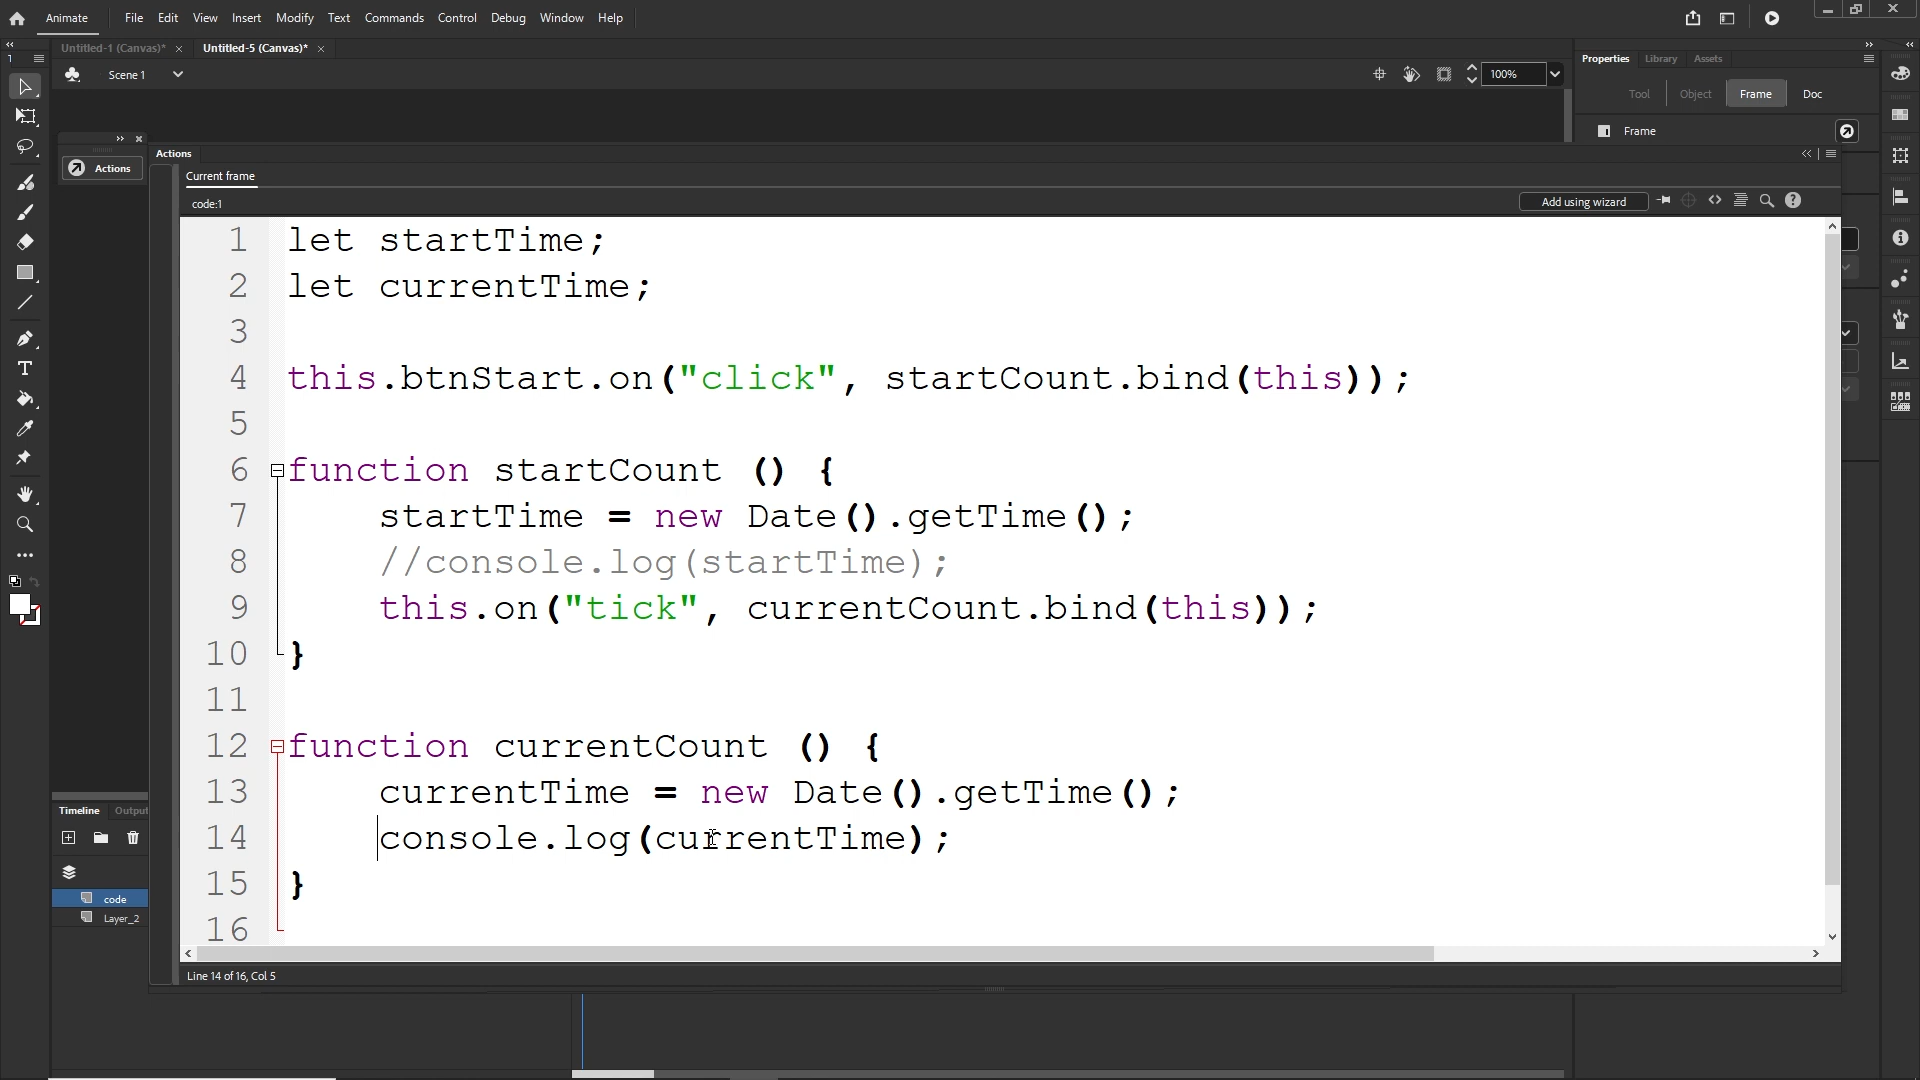 Animate File Edit View Insert Modify Text Commands Control Debug Window Help
Untitled-1 (Canvas)* Untitled-5 (Canvas)*
Scene 1 100%
Properties Library Assets
Tool Object Frame Doc
Frame
Actions
Actions
Current frame
code:1 Add using wizard
1 let startTime;
2 let currentTime;
3
4 this.btnStart.on("click", startCount.bind(this));
5
6 function startCount () {
7 startTime = new Date().getTime();
8 //console.log(startTime);
9 this.on("tick", currentCount.bind(this));
10 }
11
12 function currentCount () {
13 currentTime = new Date().getTime();
14 console.log(currentTime);
15 }
16
Timeline Output
code
Layer_2
Line 14 of 16, Col 5